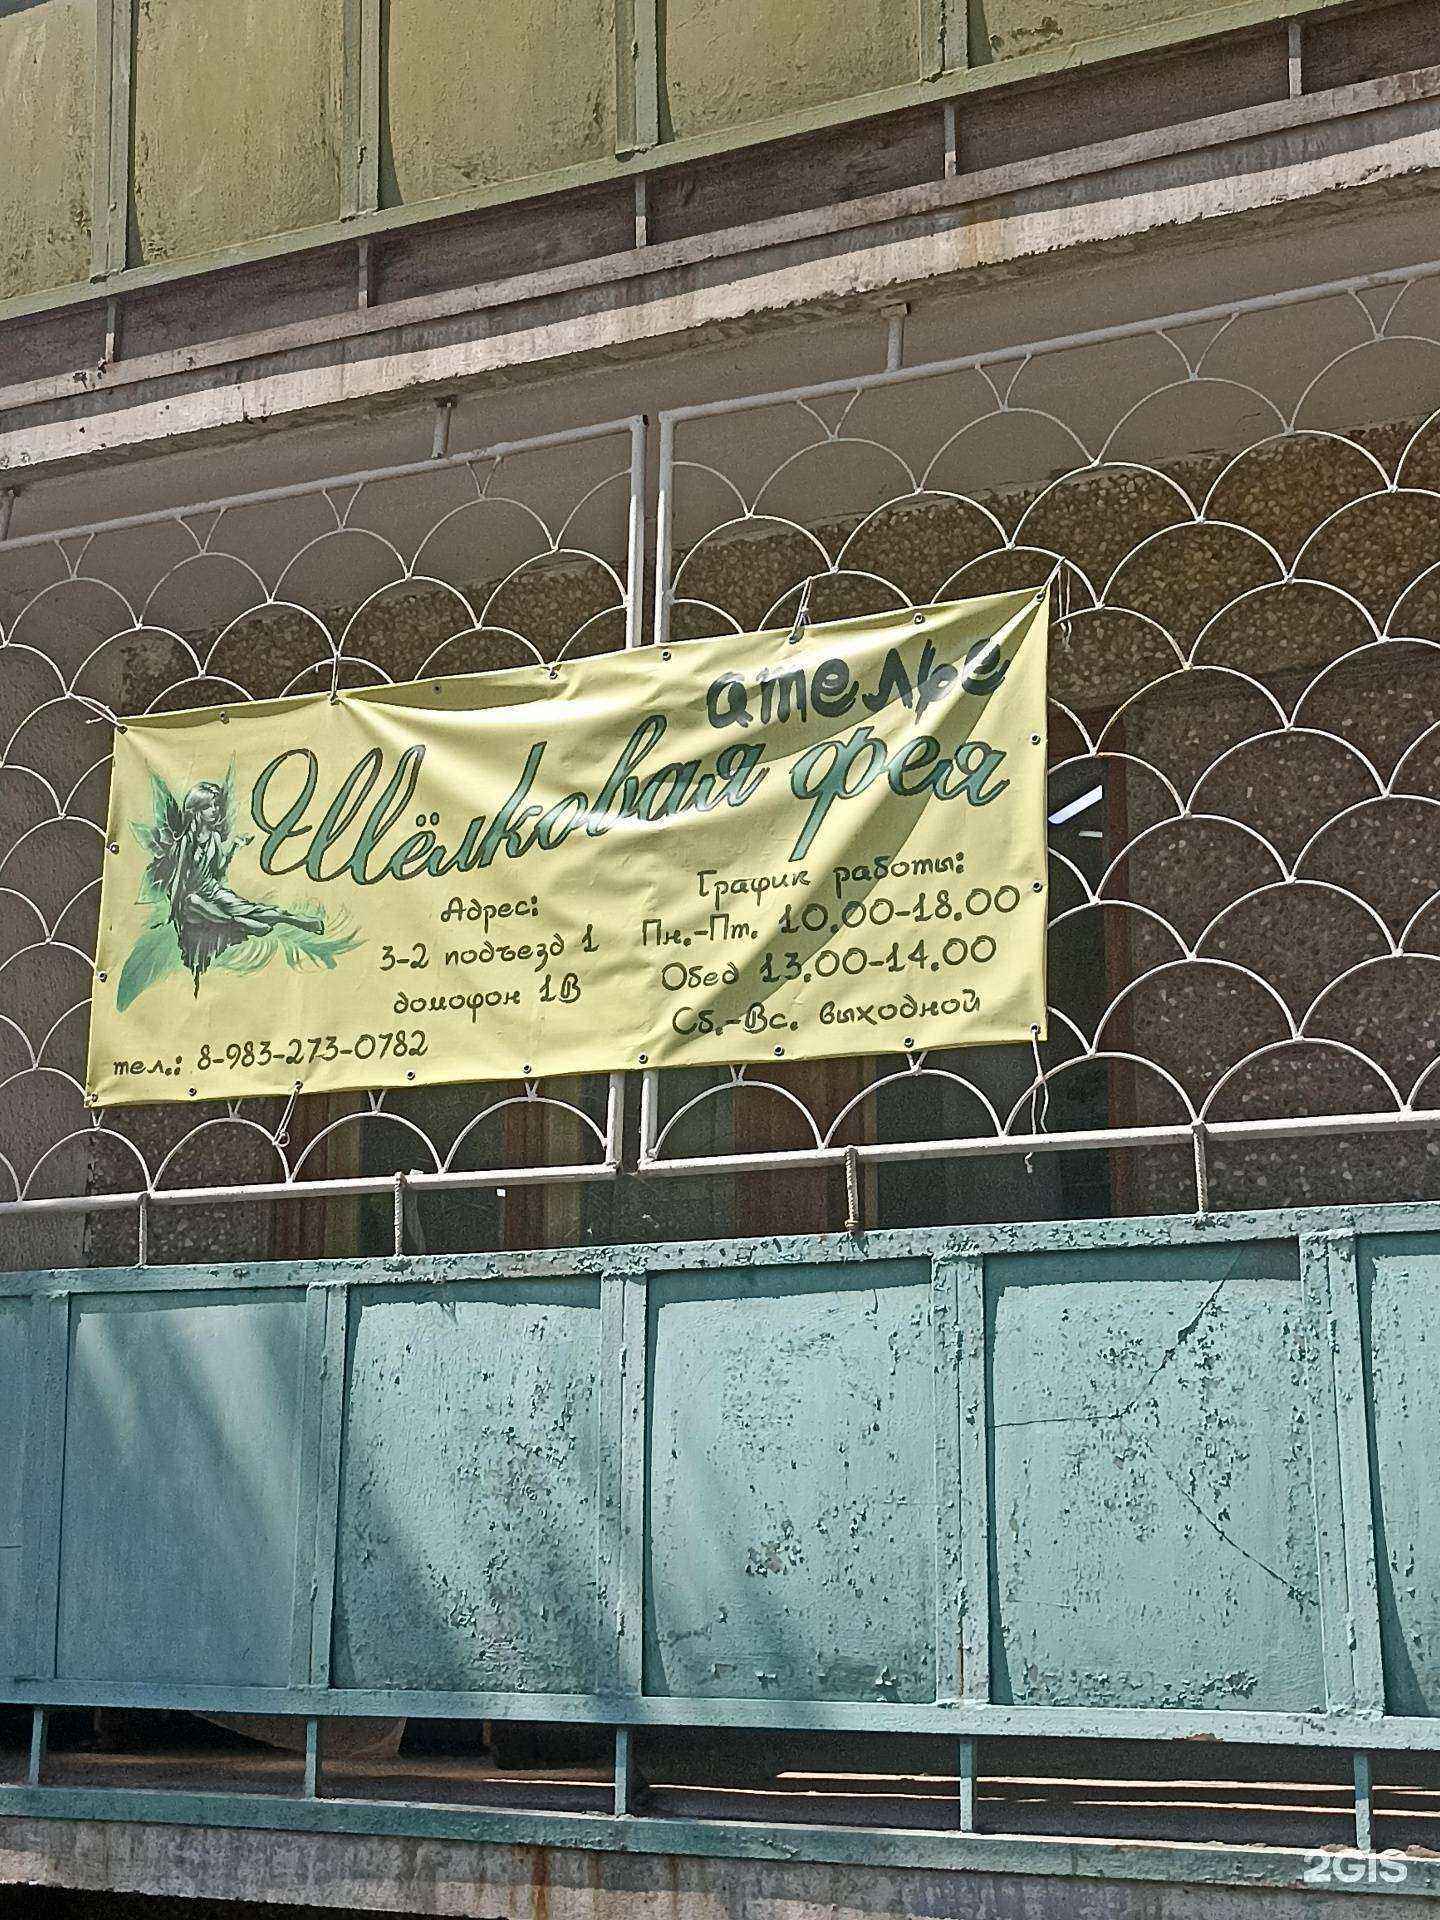 ателье
Шёлковая фея
Адрес:
3-2 подъезд 1
домофон 1В
тел.: 8-983-273-0782
График работы:
Пн.-Пт. 10.00-18.00
Обед 13.00-14.00
Сб.-Вс. выходной
2GIS